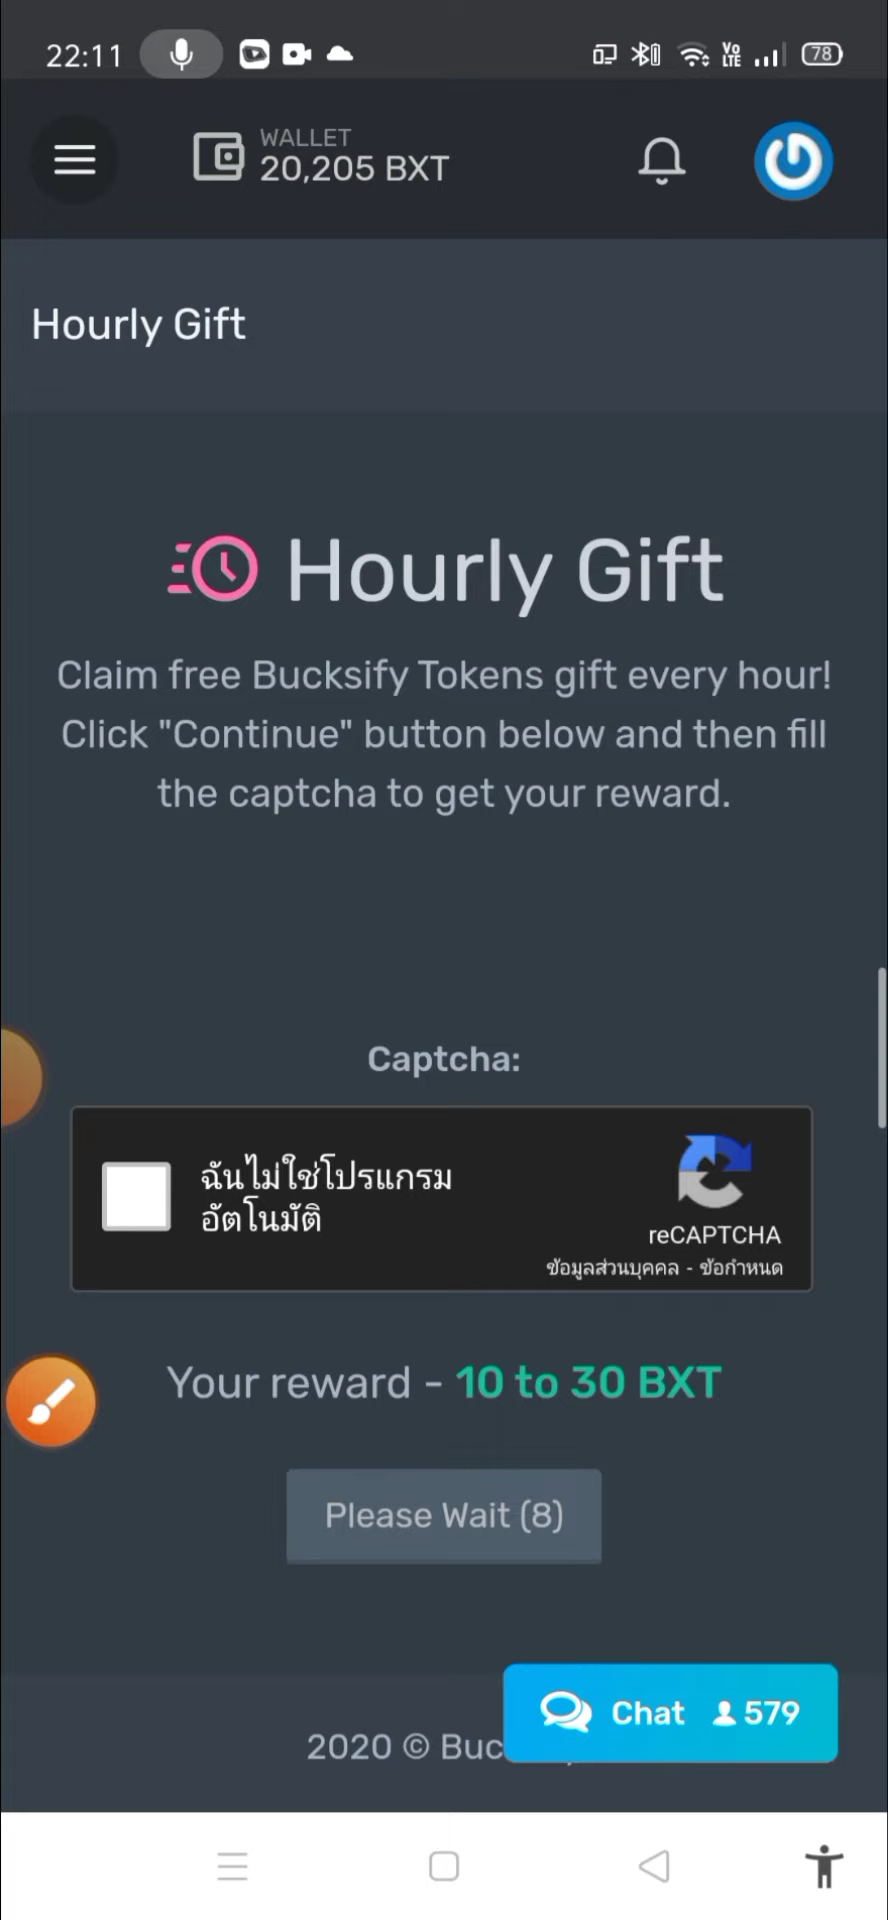 22:11
VO
LTE
78
WALLET
20,205 BXT
Hourly Gift
Hourly Gift
Claim free Bucksify Tokens gift every hour!
Click "Continue" button below and then fill
the captcha to get your reward.
Captcha:
ฉันไม่ใช่โปรแกรม
อัตโนมัติ
reCAPTCHA
ข้อมูลส่วนบุคคล - ข้อกำหนด
Your reward - 10 to 30 BXT
Please Wait (8)
Chat 579
2020 © Buc